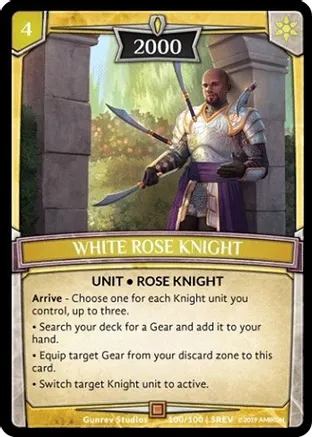 4
2000
WHITE ROSE KNIGHT
UNIT • ROSE KNIGHT
Arrive - Choose one for each Knight unit you
control, up to three.
• Search your deck for a Gear and add it to your
hand.
• Equip target Gear from your discard zone to this
card.
• Switch target Knight unit to active.
Gunrev Studios 100/100 | SREV ©2019 AMBITION